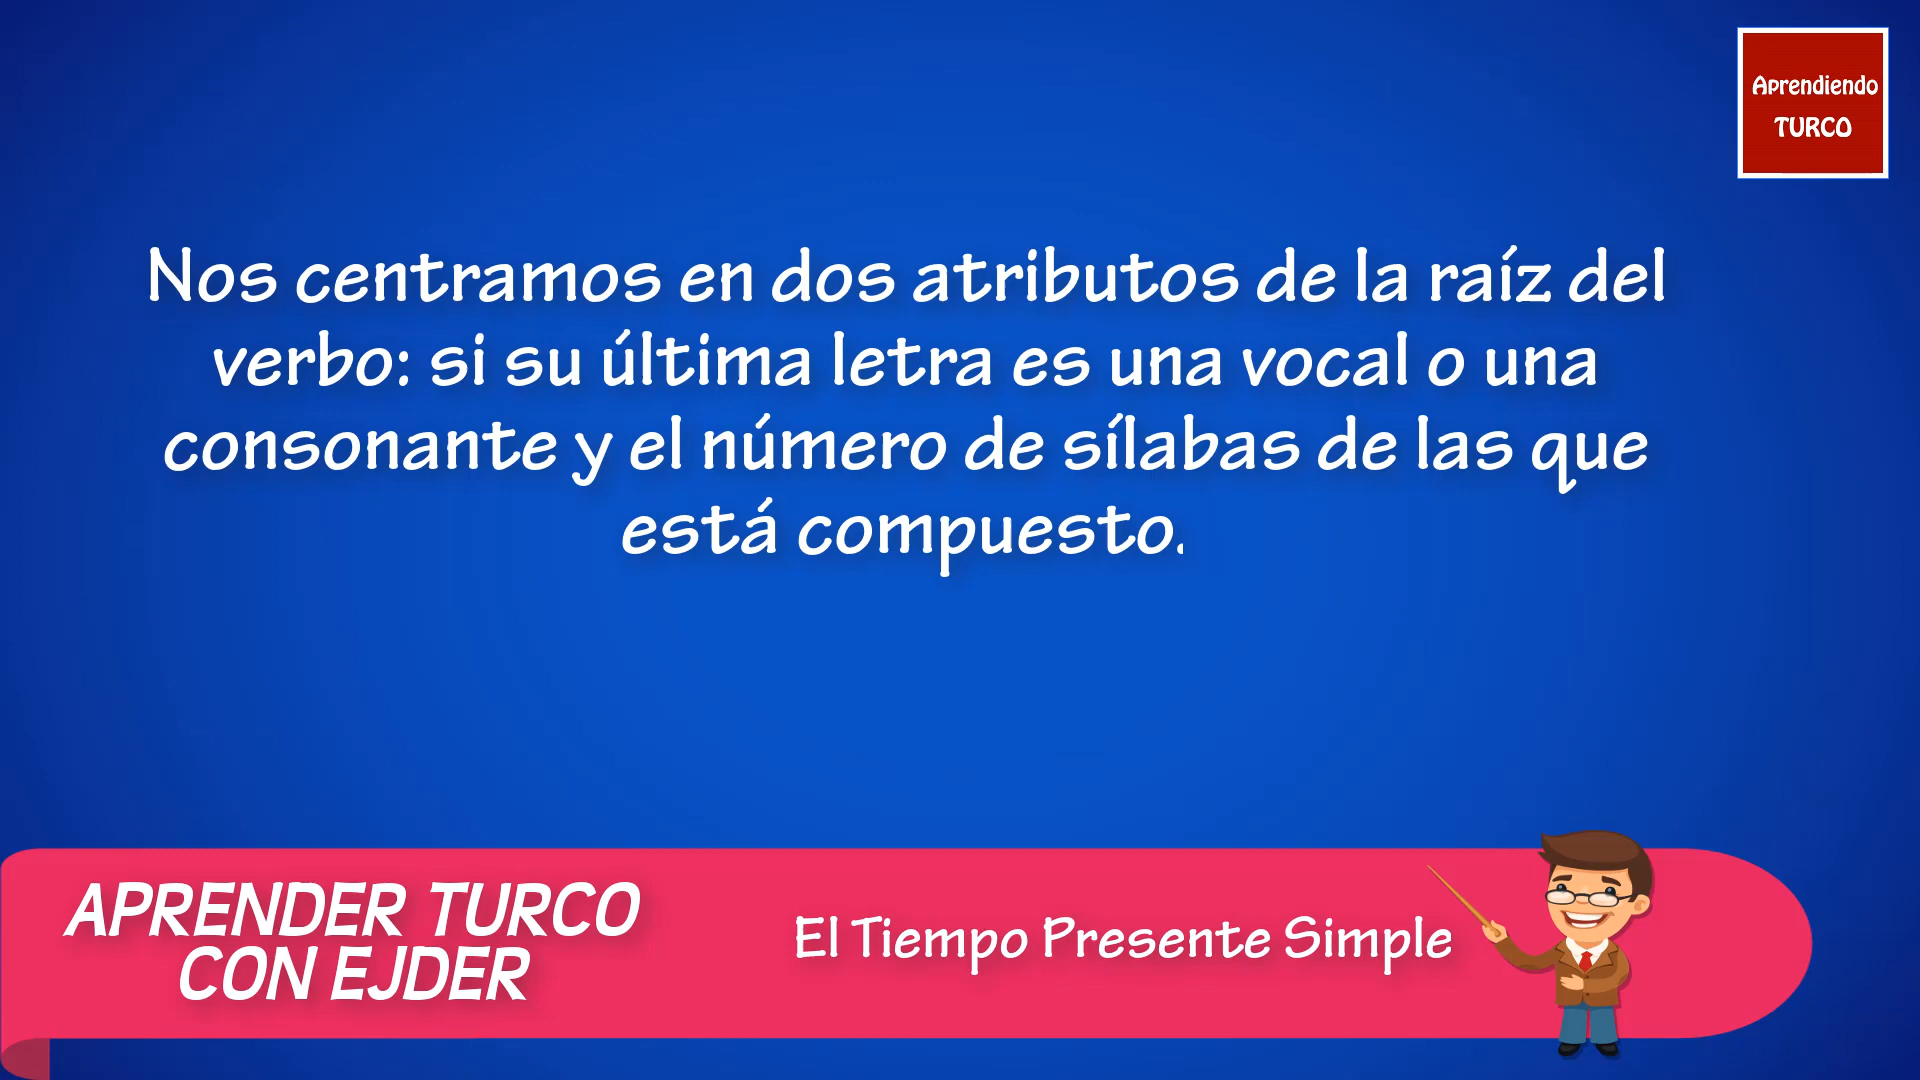 Aprendiendo
TURCO
Nos centramos en dos atributos de la raíz del
verbo: si su última letra es una vocal o una
consonante y el número de sílabas de las que
está compuesto.
APRENDER TURCO
CON EJDER
El Tiempo Presente Simple